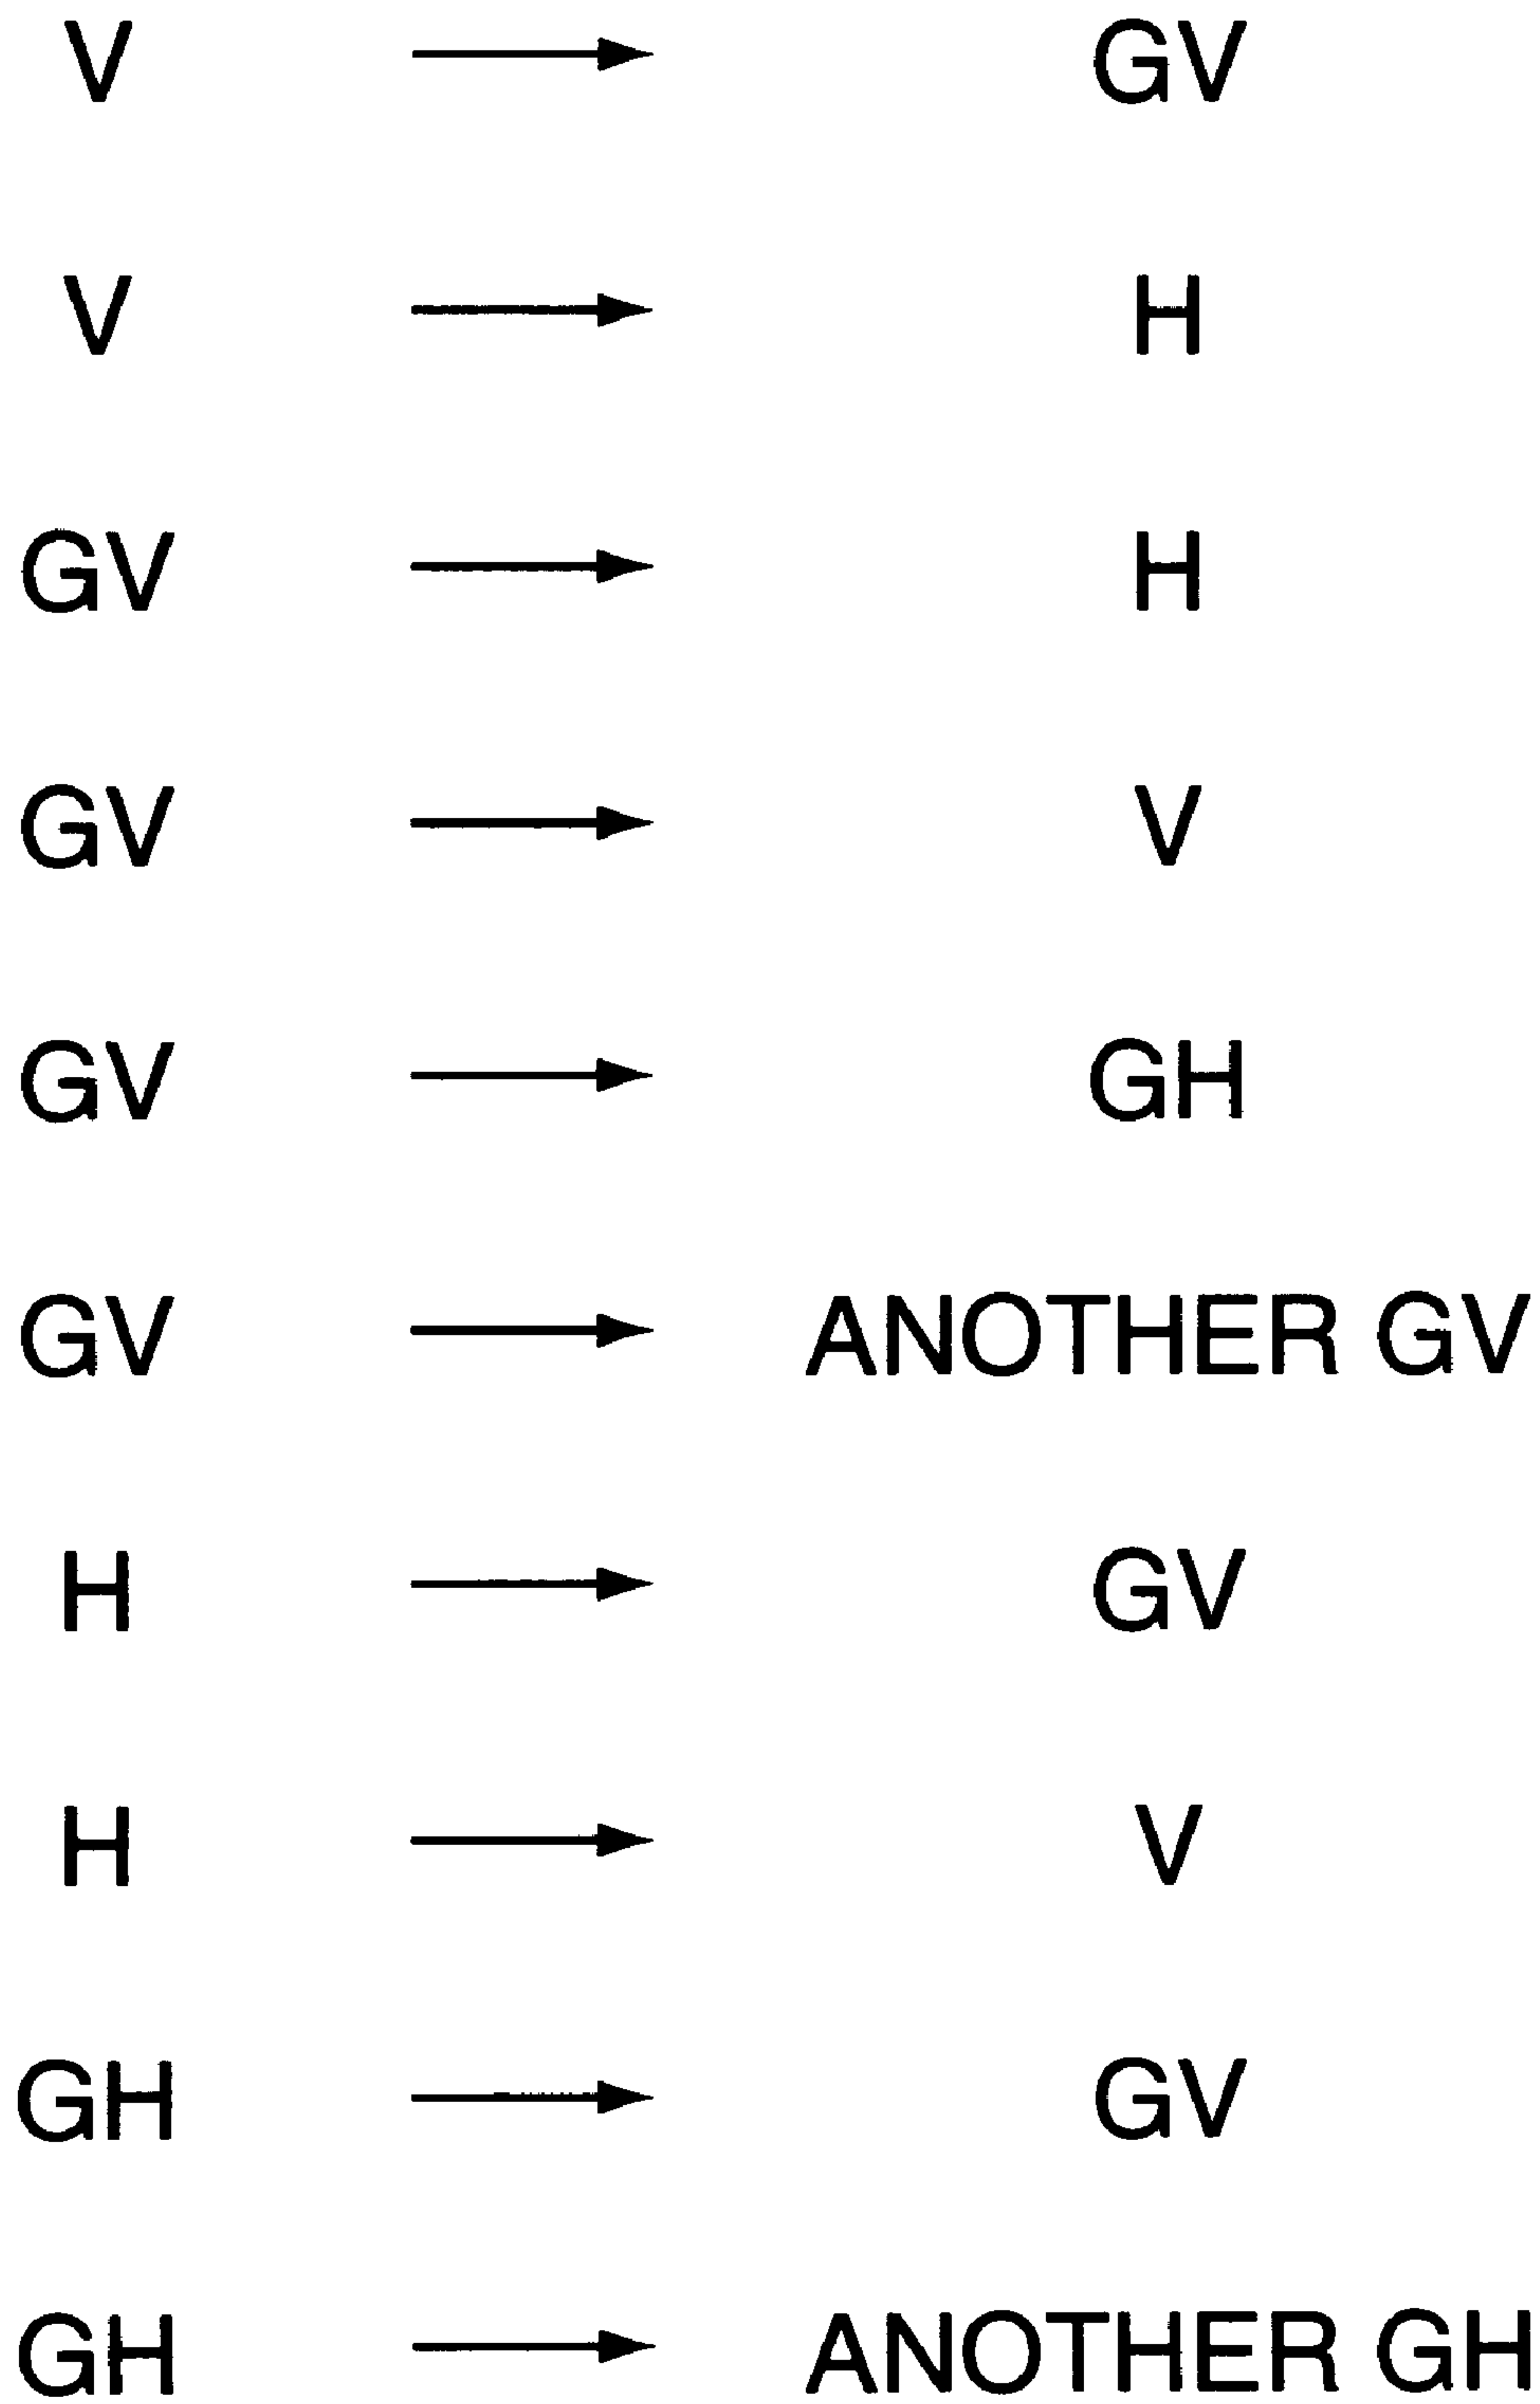 V → GV
V → H
GV → H
GV → V
GV → GH
GV → ANOTHER GV
H → GV
H → V
GH → GV
GH → ANOTHER GH